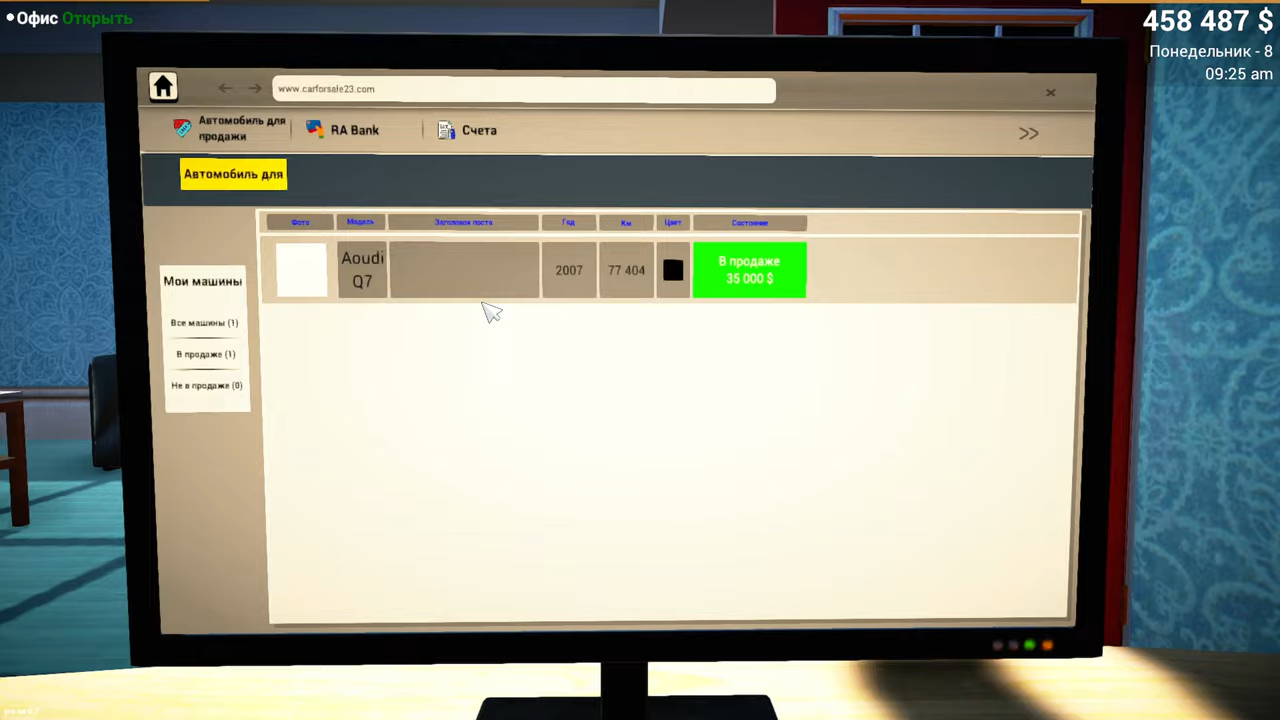 •Офис Открыть
458 487 $
Понедельник - 8
09:25 am
www.carforsale23.com
Автомобиль для продажи
RA Bank
Счета
>>
Автомобиль для
Фото Модель Заголовок поста Год Км Цвет Состояние
Aoudi
Q7
2007
77 404
В продаже
35 000 $
Мои машины
Все машины (1)
В продаже (1)
Не в продаже (0)